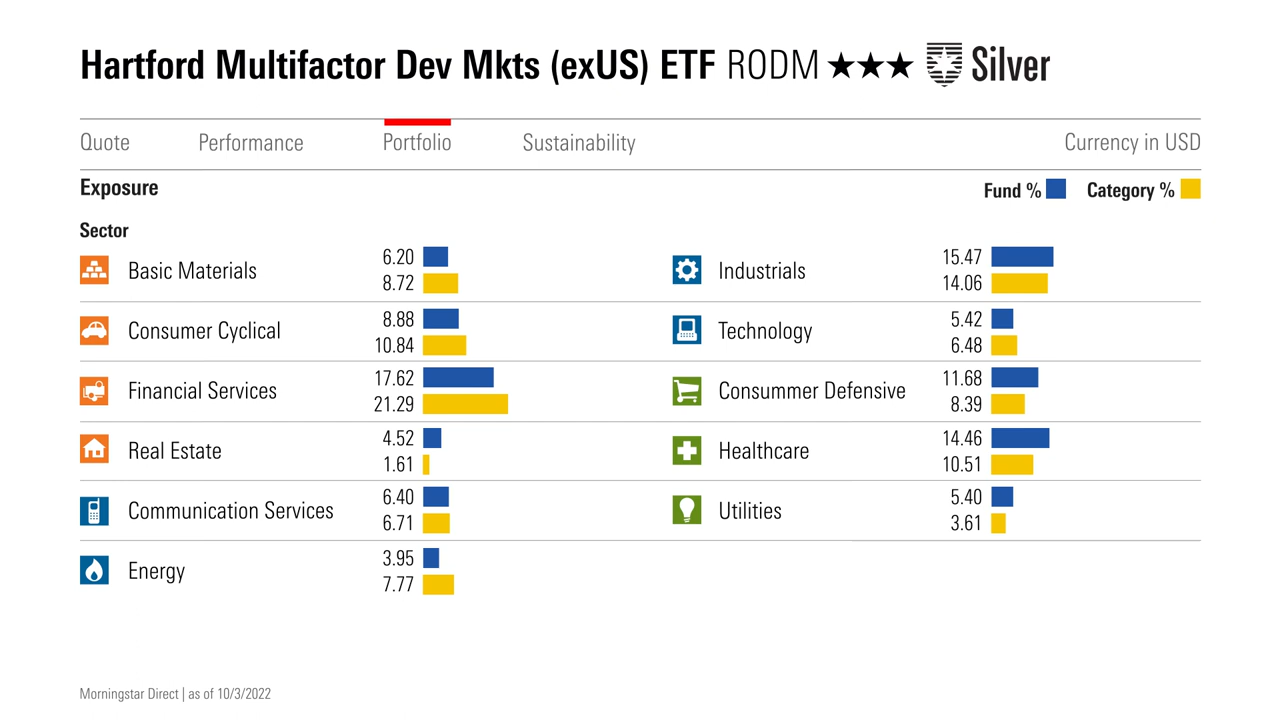 Hartford Multifactor Dev Mkts (exUS) ETF RODM ★★★ Silver
Quote Performance Portfolio Sustainability Currency in USD
Exposure Fund % Category %
Sector
Basic Materials
6.20
8.72
Industrials
15.47
14.06
Consumer Cyclical
8.88
10.84
Technology
5.42
6.48
Financial Services
17.62
21.29
Consummer Defensive
11.68
8.39
Real Estate
4.52
1.61
Healthcare
14.46
10.51
Communication Services
6.40
6.71
Utilities
5.40
3.61
Energy
3.95
7.77
Morningstar Direct | as of 10/3/2022